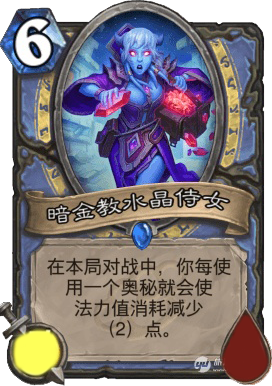 6
暗金教水晶侍女
在本局对战中，你每使
用一个奥秘就会使
法力值消耗减少
（2）点。